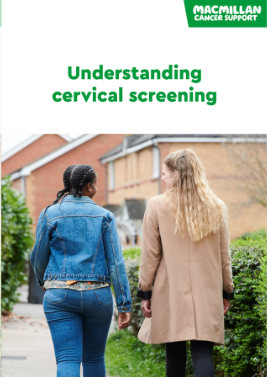 MACMILLAN
CANCER SUPPORT
Understanding
cervical screening